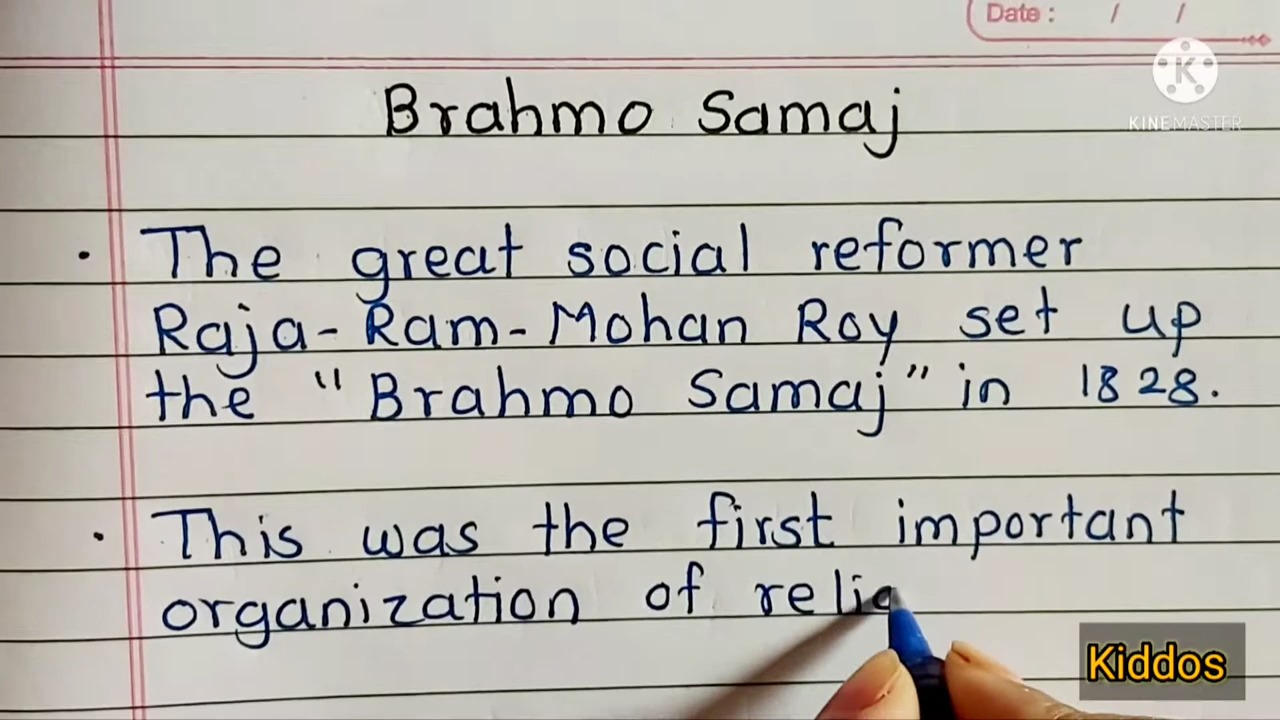 Date : / /
K
KINEMASTER
Brahmo Samaj
• The great social reformer
Raja-Ram-Mohan Roy set up
the "Brahmo Samaj" in 1828.
• This was the first important
organization of relig
Kiddos